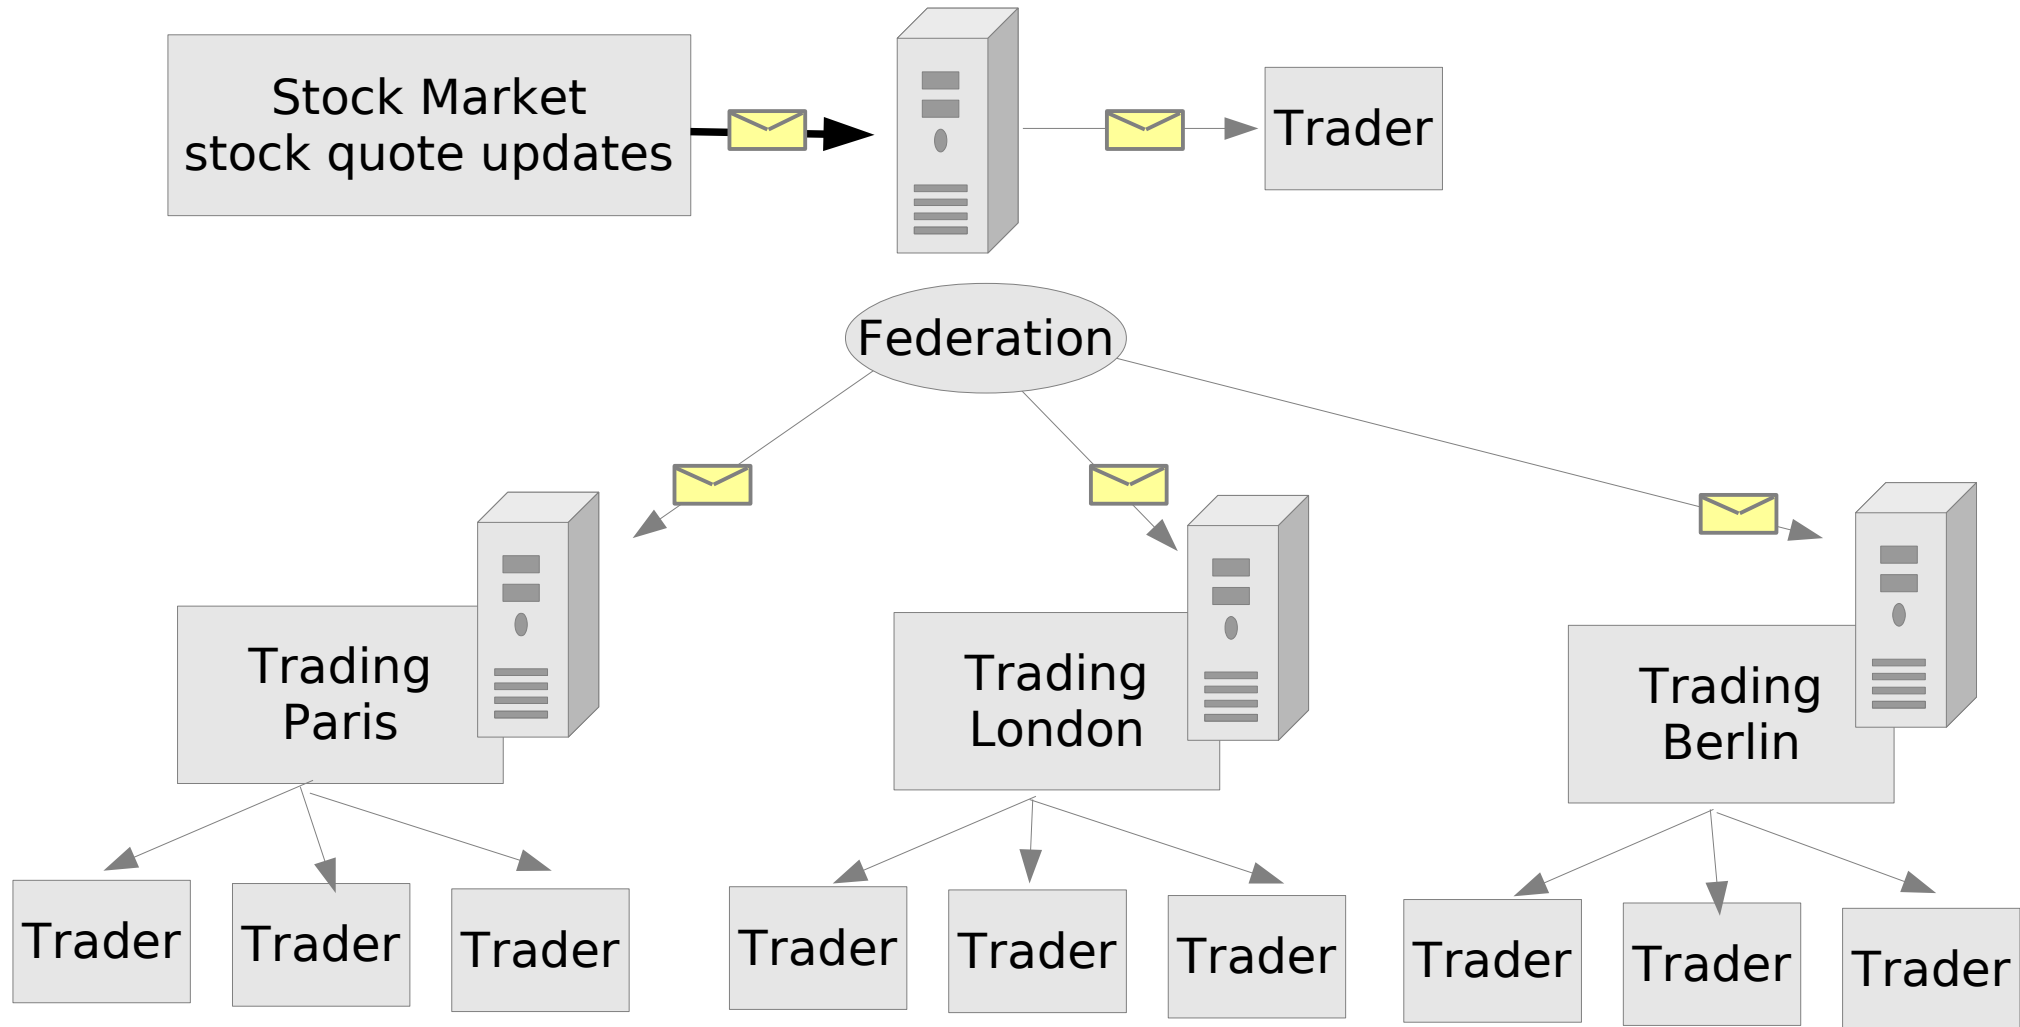 Stock Market
stock quote updates
Trader
Federation
Trading
Paris
Trading
London
Trading
Berlin
Trader
Trader
Trader
Trader
Trader
Trader
Trader
Trader
Trader